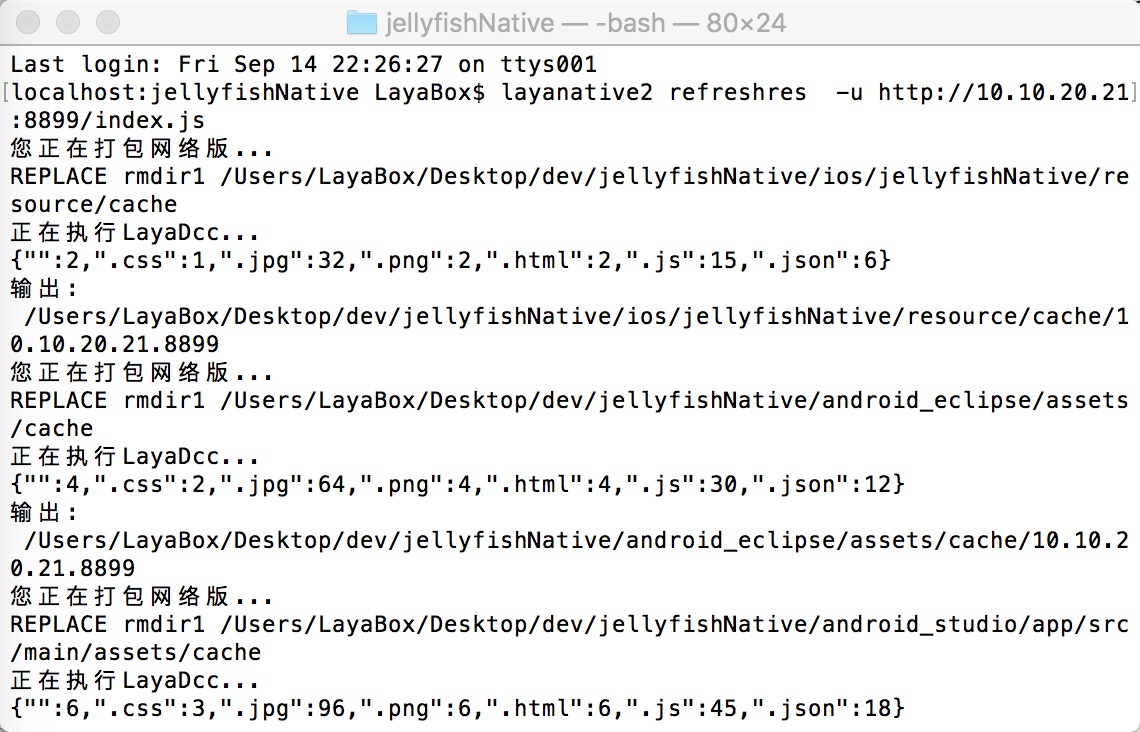 jellyfishNative — -bash — 80×24
Last login: Fri Sep 14 22:26:27 on ttys001
[localhost:jellyfishNative LayaBox$ layanative2 refreshres  -u http://10.10.20.21]
:8899/index.js
您正在打包网络版...
REPLACE rmdir1 /Users/LayaBox/Desktop/dev/jellyfishNative/ios/jellyfishNative/re
source/cache
正在执行LayaDcc...
{"":2,".css":1,".jpg":32,".png":2,".html":2,".js":15,".json":6}
输出:
 /Users/LayaBox/Desktop/dev/jellyfishNative/ios/jellyfishNative/resource/cache/1
0.10.20.21.8899
您正在打包网络版...
REPLACE rmdir1 /Users/LayaBox/Desktop/dev/jellyfishNative/android_eclipse/assets
/cache
正在执行LayaDcc...
{"":4,".css":2,".jpg":64,".png":4,".html":4,".js":30,".json":12}
输出:
 /Users/LayaBox/Desktop/dev/jellyfishNative/android_eclipse/assets/cache/10.10.2
0.21.8899
您正在打包网络版...
REPLACE rmdir1 /Users/LayaBox/Desktop/dev/jellyfishNative/android_studio/app/src
/main/assets/cache
正在执行LayaDcc...
{"":6,".css":3,".jpg":96,".png":6,".html":6,".js":45,".json":18}